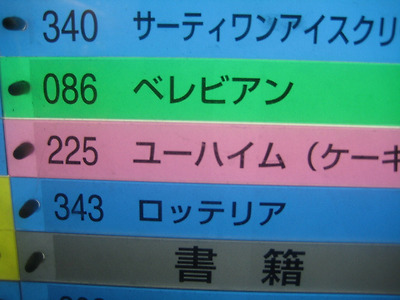 340 サーティワンアイスクリ
086 ベレビアン
225 ユーハイム（ケーキ
343 ロッテリア
書籍